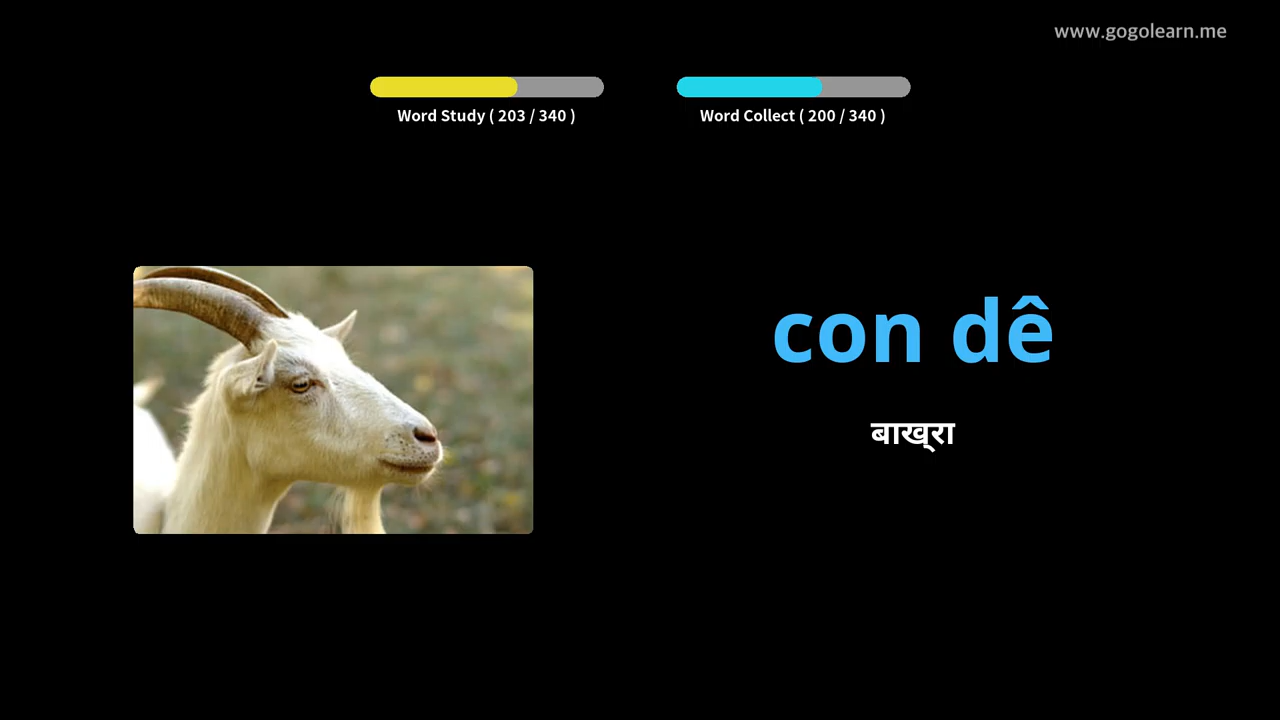 www.gogolearn.me
Word Study ( 203 / 340 )
Word Collect ( 200 / 340 )
con dê
बाख्रा